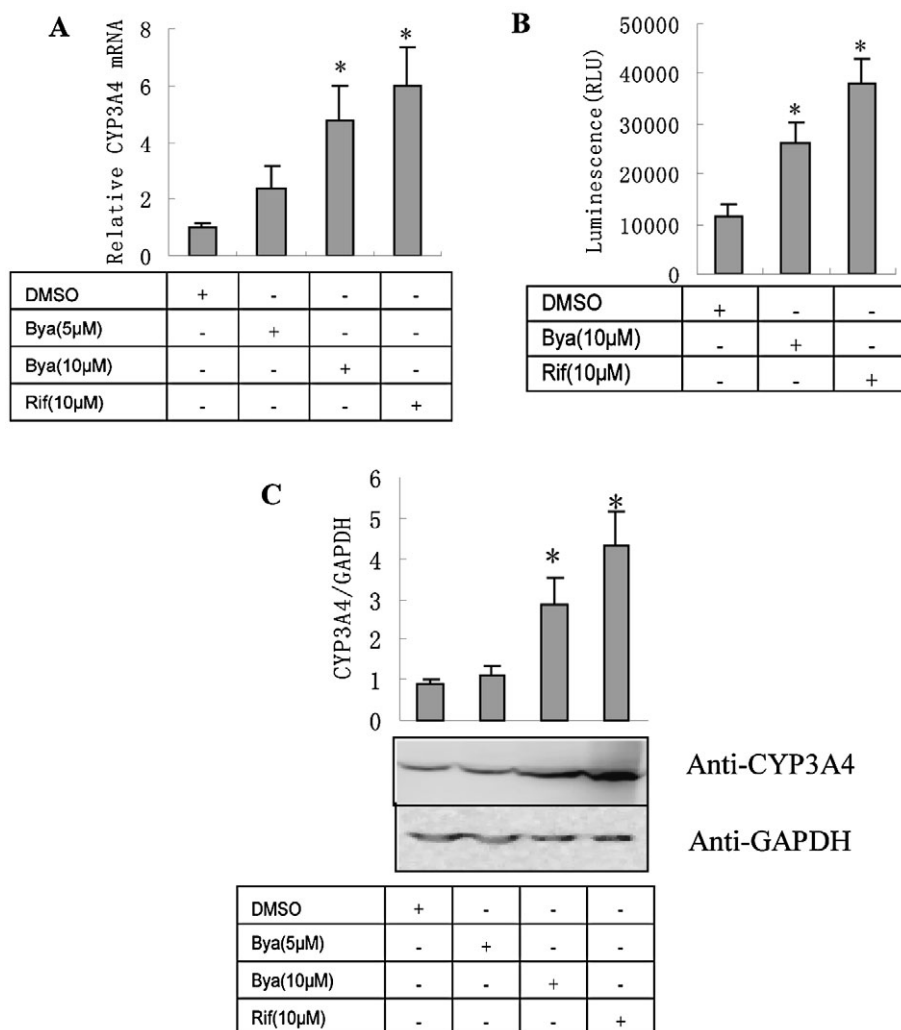 A
Relative CYP3A4 mRNA
8
6
4
2
0
*
*
DMSO + - - -
Bya(5μM) - + - -
Bya(10μM) - - + -
Rif(10μM) - - - +
B
Luminescence(RLU)
50000
40000
30000
20000
10000
0
*
*
DMSO + - -
Bya(10μM) - + -
Rif(10μM) - - +
C
CYP3A4/GAPDH
6
5
4
3
2
1
0
*
*
Anti-CYP3A4
Anti-GAPDH
DMSO + - - -
Bya(5μM) - + - -
Bya(10μM) - - + -
Rif(10μM) - - - +